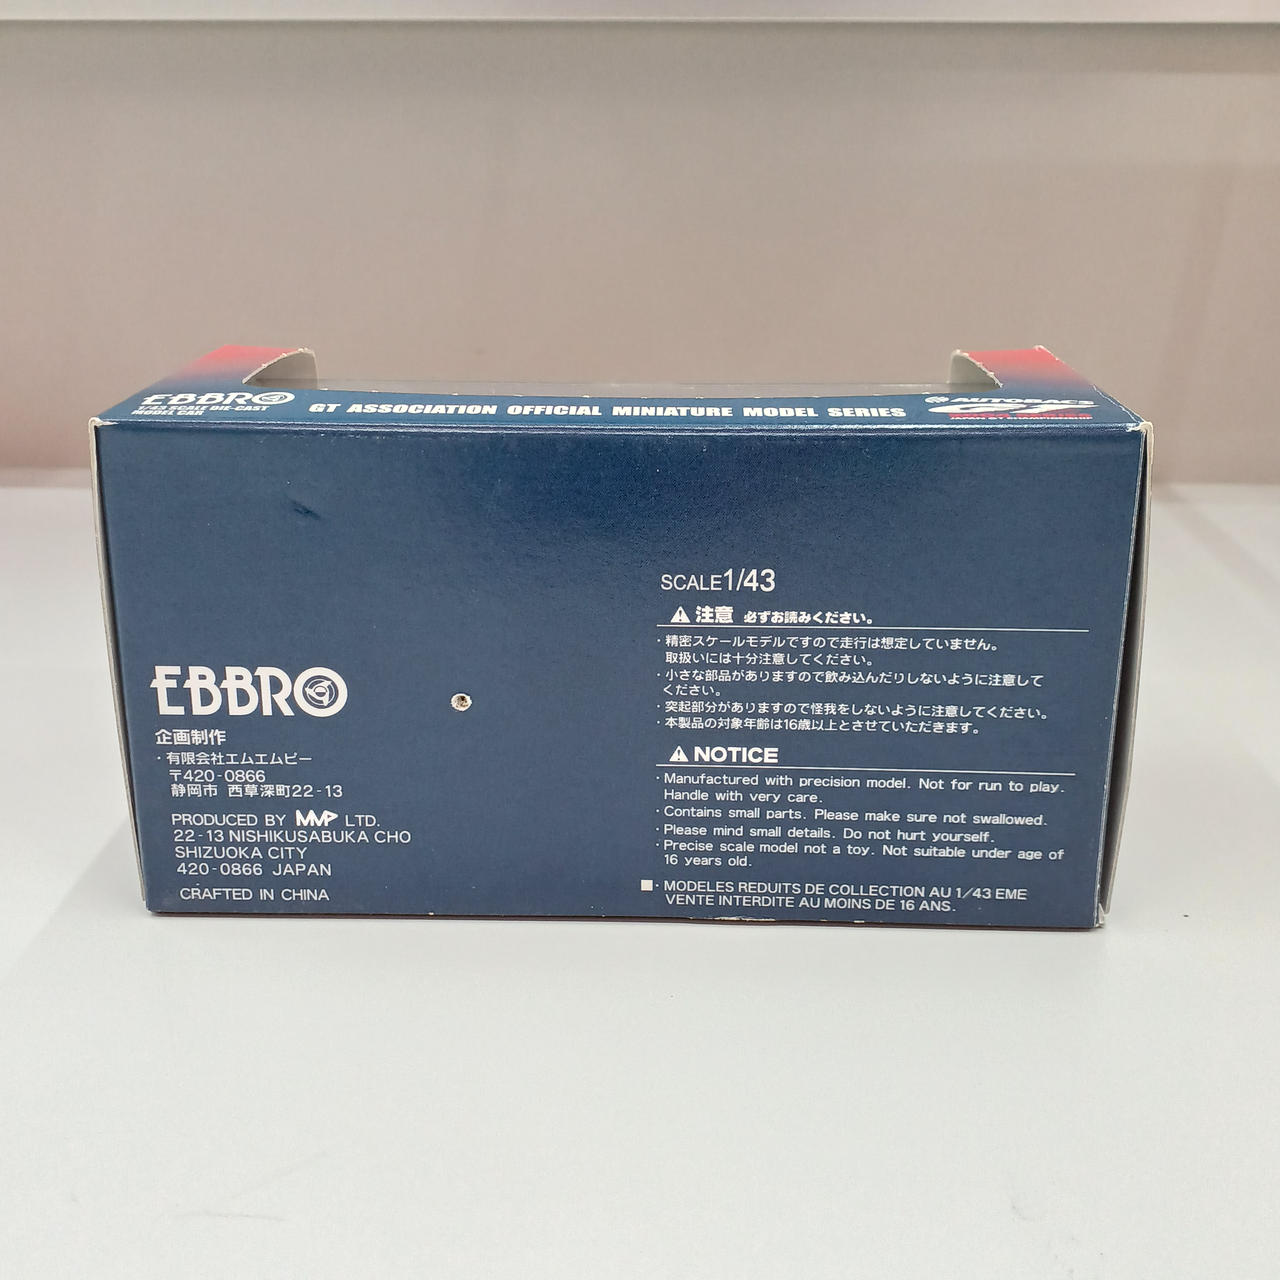 EBBRO
1/43 SCALE DIE-CAST
MODEL CAR
GT ASSOCIATION OFFICIAL MINIATURE MODEL SERIES
AUTOBACS
GT
SCALE1/43
注意 必ずお読みください。
・精密スケールモデルですので走行は想定していません。
取扱いには十分注意してください。
・小さな部品がありますので飲み込んだりしないように注意して
ください。
・突起部分がありますので怪我をしないように注意してください。
・本製品の対象年齢は16歳以上とさせていただきます。
NOTICE
・Manufactured with precision model. Not for run to play.
Handle with very care.
・Contains small parts. Please make sure not swallowed.
・Please mind small details. Do not hurt yourself.
・Precise scale model not a toy. Not suitable under age of
16 years old.
■・MODELES REDUITS DE COLLECTION AU 1/43 EME
VENTE INTERDITE AU MOINS DE 16 ANS.
EBBRO
企画制作
・有限会社エムエムピー
〒420-0866
静岡市 西草深町22-13
PRODUCED BY MMP LTD.
22-13 NISHIKUSABUKA CHO
SHIZUOKA CITY
420-0866 JAPAN
CRAFTED IN CHINA